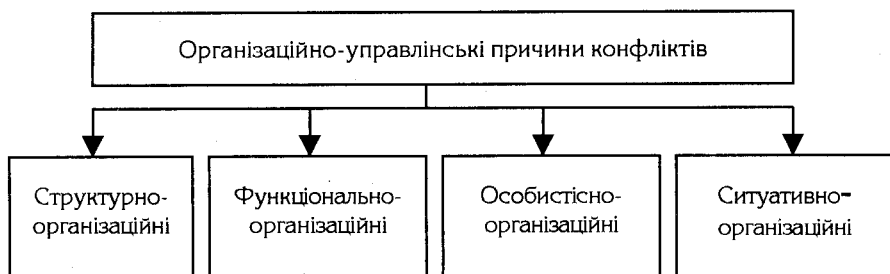 Організаційно-управлінські причини конфліктів
Структурно-
організаційні
Функціонально-
організаційні
Особистісно-
організаційні
Ситуативно-
організаційні